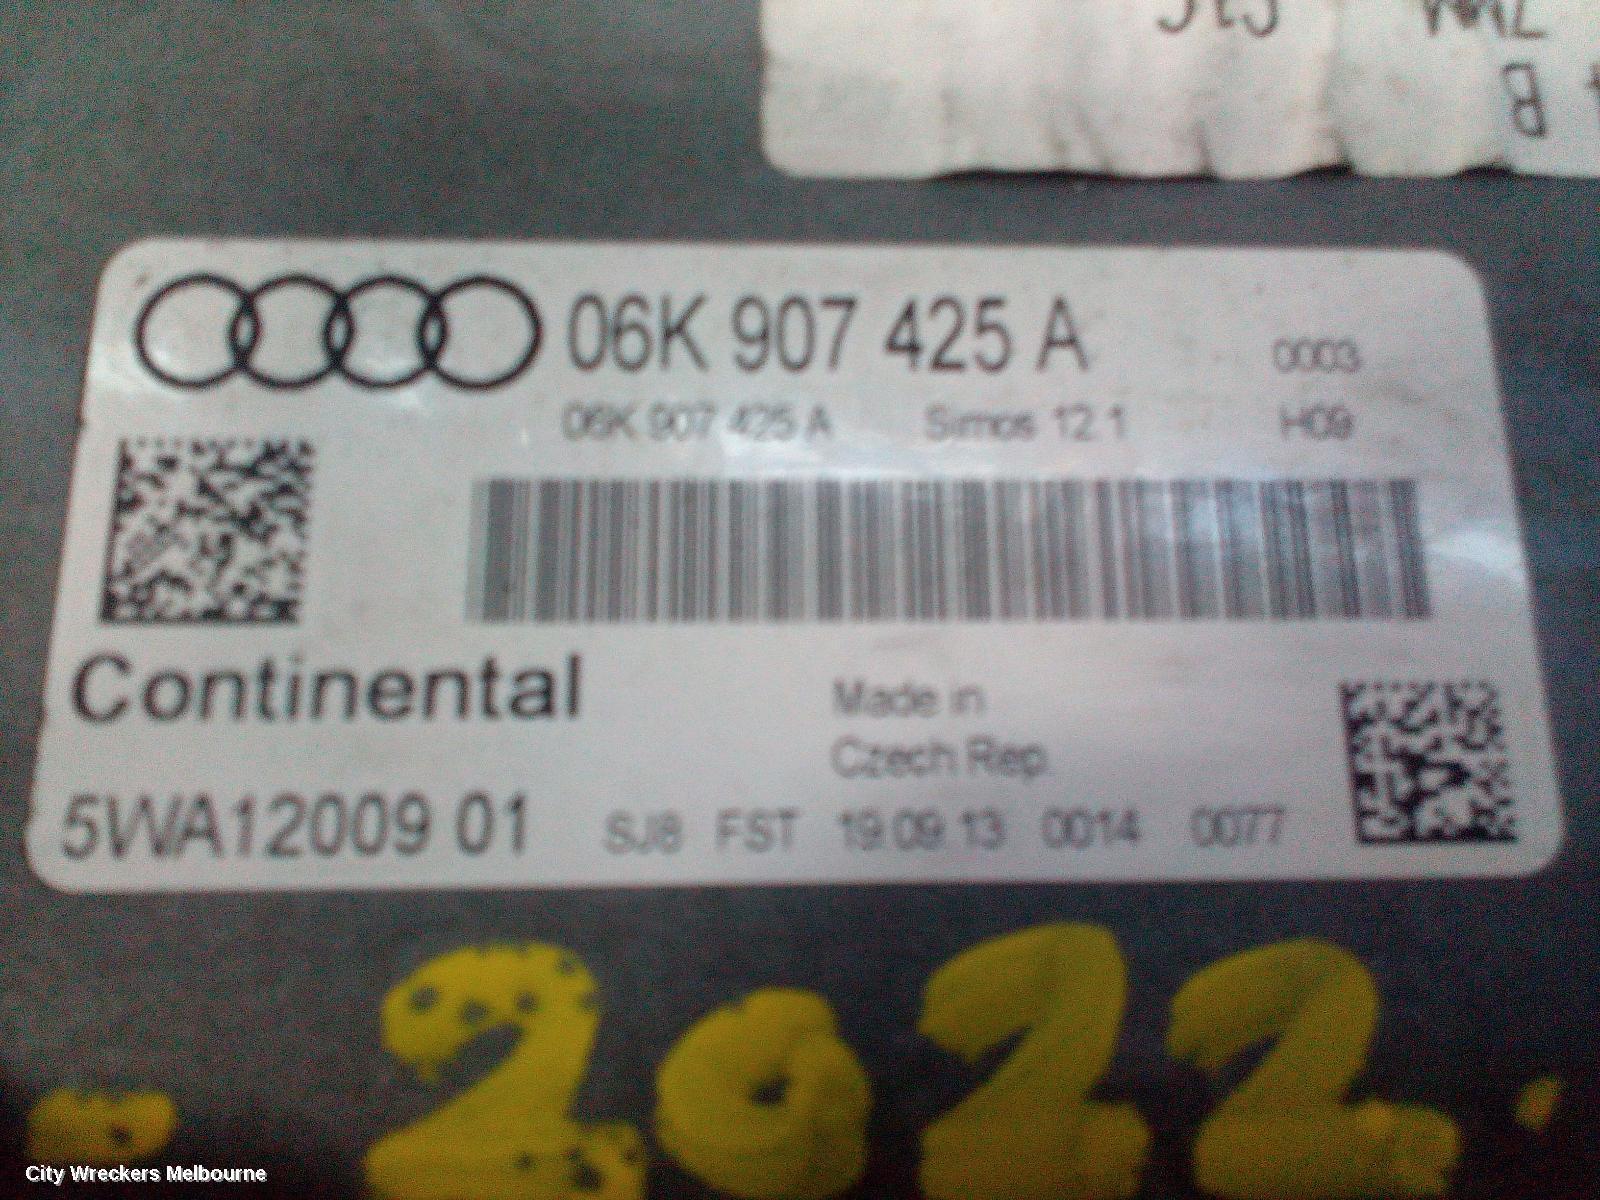 06K 907 425 A 0003
06K 907 425 A Simos 12.1 H09
Continental
Made in
Czech Rep.
5WA12009 01 SJ8 FST 19.09.13 0014 0077
2022
City Wreckers Melbourne